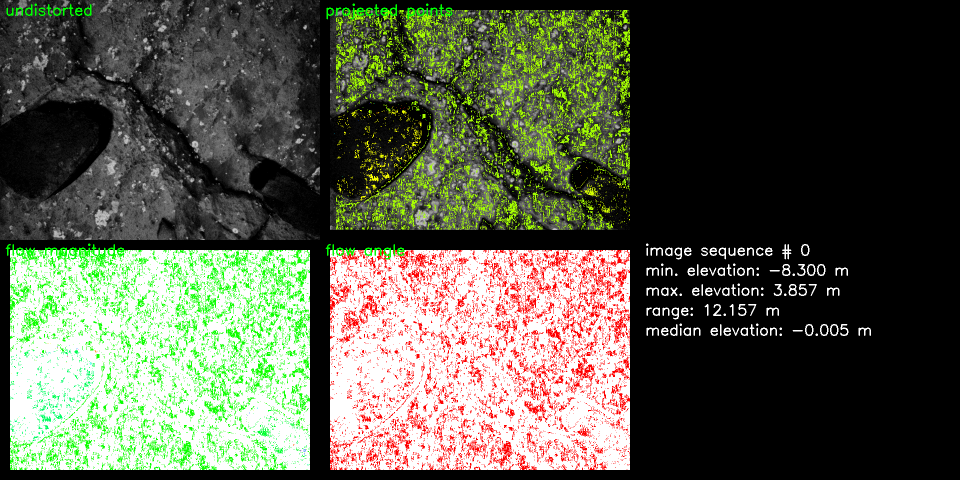 undistorted
projected points
flow magnitude
flow angle
image sequence # 0
min. elevation: −8.300 m
max. elevation: 3.857 m
range: 12.157 m
median elevation: −0.005 m